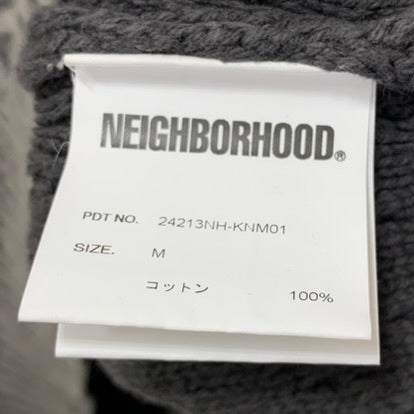 NEIGHBORHOOD®
PDT NO. 24213NH-KNM01
SIZE. M
コットン 100%